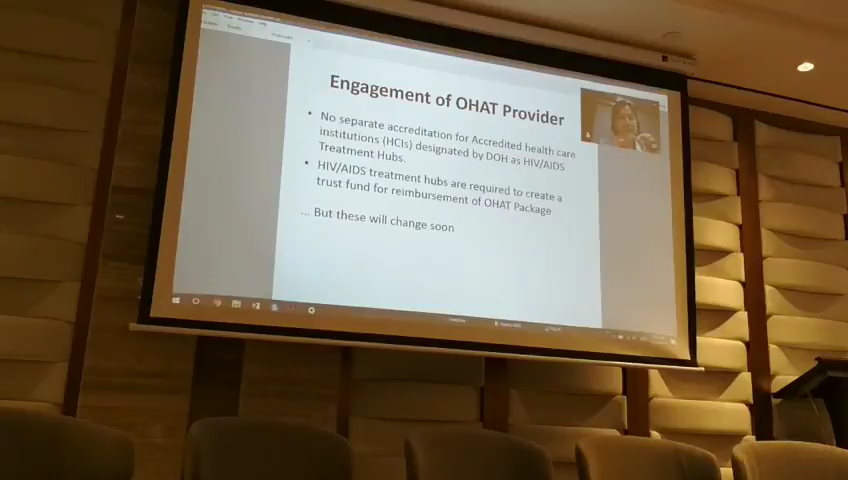 Engagement of OHAT Provider
• No separate accreditation for Accredited health care
institutions (HCIs) designated by DOH as HIV/AIDS
Treatment Hubs.
• HIV/AIDS treatment hubs are required to create a
trust fund for reimbursement of OHAT Package
... But these will change soon